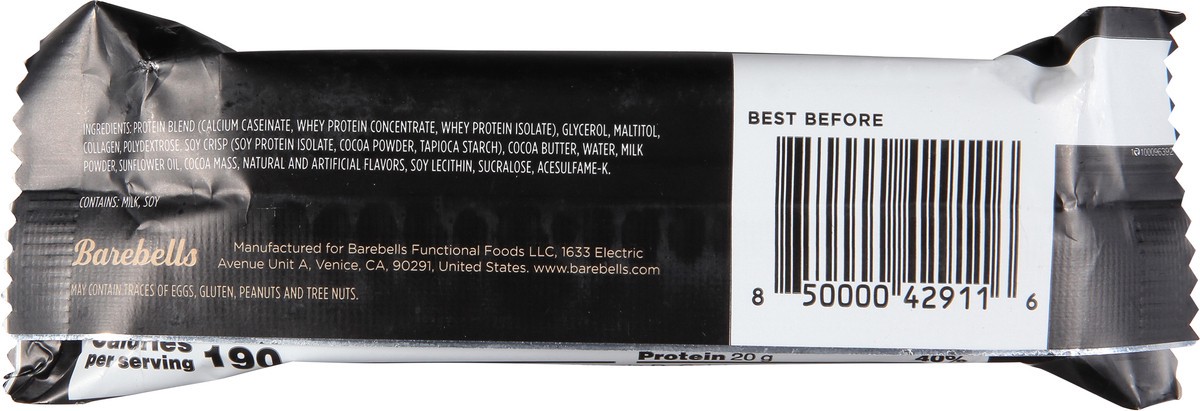 INGREDIENTS: PROTEIN BLEND (CALCIUM CASEINATE, WHEY PROTEIN CONCENTRATE, WHEY PROTEIN ISOLATE), GLYCEROL, MALTITOL,
COLLAGEN, POLYDEXTROSE, SOY CRISP (SOY PROTEIN ISOLATE, COCOA POWDER, TAPIOCA STARCH), COCOA BUTTER, WATER, MILK
POWDER, SUNFLOWER OIL, COCOA MASS, NATURAL AND ARTIFICIAL FLAVORS, SOY LECITHIN, SUCRALOSE, ACESULFAME-K.
CONTAINS: MILK, SOY
Barebells
Manufactured for Barebells Functional Foods LLC, 1633 Electric
Avenue Unit A, Venice, CA, 90291, United States. www.barebells.com
MAY CONTAIN TRACES OF EGGS, GLUTEN, PEANUTS AND TREE NUTS.
BEST BEFORE
8 50000 42911 6
Calories
per serving 190
Protein 20 g 40%